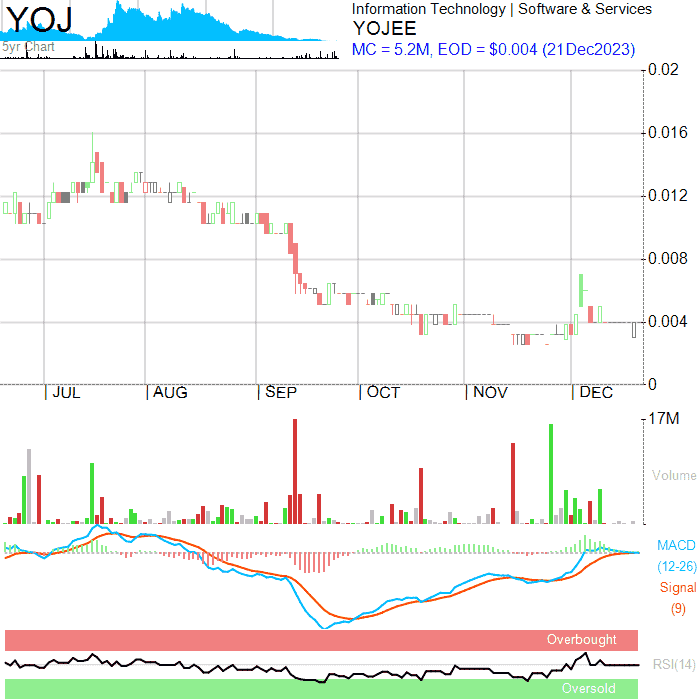 YOJ
5yr Chart
Information Technology | Software & Services
YOJEE
MC = 5.2M, EOD = $0.004 (21Dec2023)
0.02
0.016
0.012
0.008
0.004
0
JUL
AUG
SEP
OCT
NOV
DEC
17M
Volume
MACD
(12-26)
Signal
(9)
Overbought
RSI(14)
Oversold